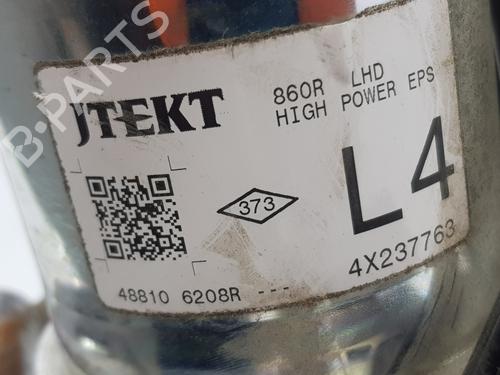 B-PARTS
JTEKT
860R LHD
HIGH POWER EPS
L4
373
4X237763
48810 6208R ---